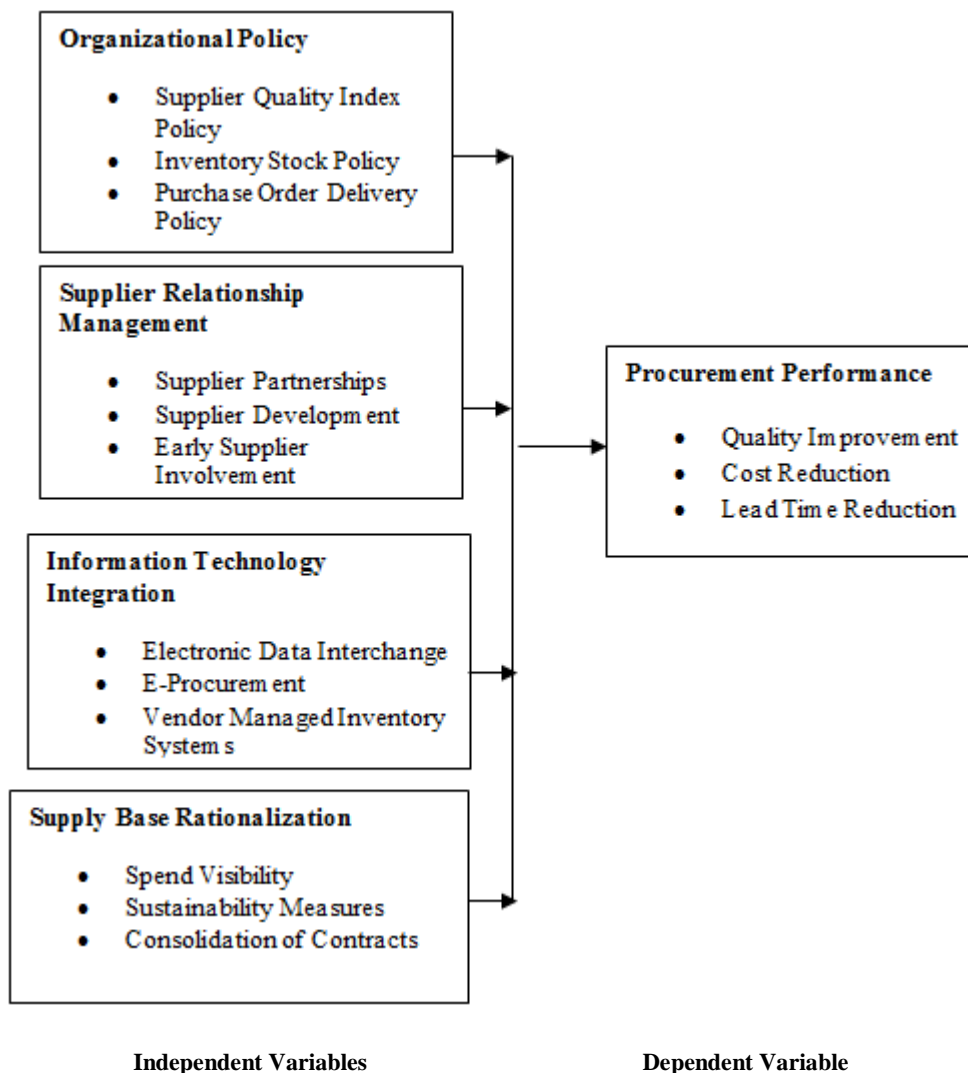 Organizational Policy
• Supplier Quality Index
Policy
• Inventory Stock Policy
• Purchase Order Delivery
Policy
Supplier Relationship
Management
• Supplier Partnerships
• Supplier Development
• Early Supplier
Involvement
Information Technology
Integration
• Electronic Data Interchange
• E-Procurement
• Vendor Managed Inventory
Systems
Supply Base Rationalization
• Spend Visibility
• Sustainability Measures
• Consolidation of Contracts
Procurement Performance
• Quality Improvement
• Cost Reduction
• Lead Time Reduction
Independent Variables
Dependent Variable